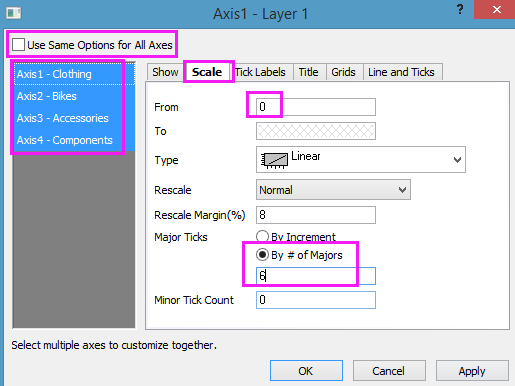 Axis1 - Layer 1
?
Use Same Options for All Axes
Axis1 - Clothing
Axis2 - Bikes
Axis3 - Accessories
Axis4 - Components
Show Scale Tick Labels Title Grids Line and Ticks
From 0
To
Type Linear
Rescale Normal
Rescale Margin(%) 8
Major Ticks By Increment
By # of Majors
6
Minor Tick Count 0
Select multiple axes to customize together.
OK Cancel Apply